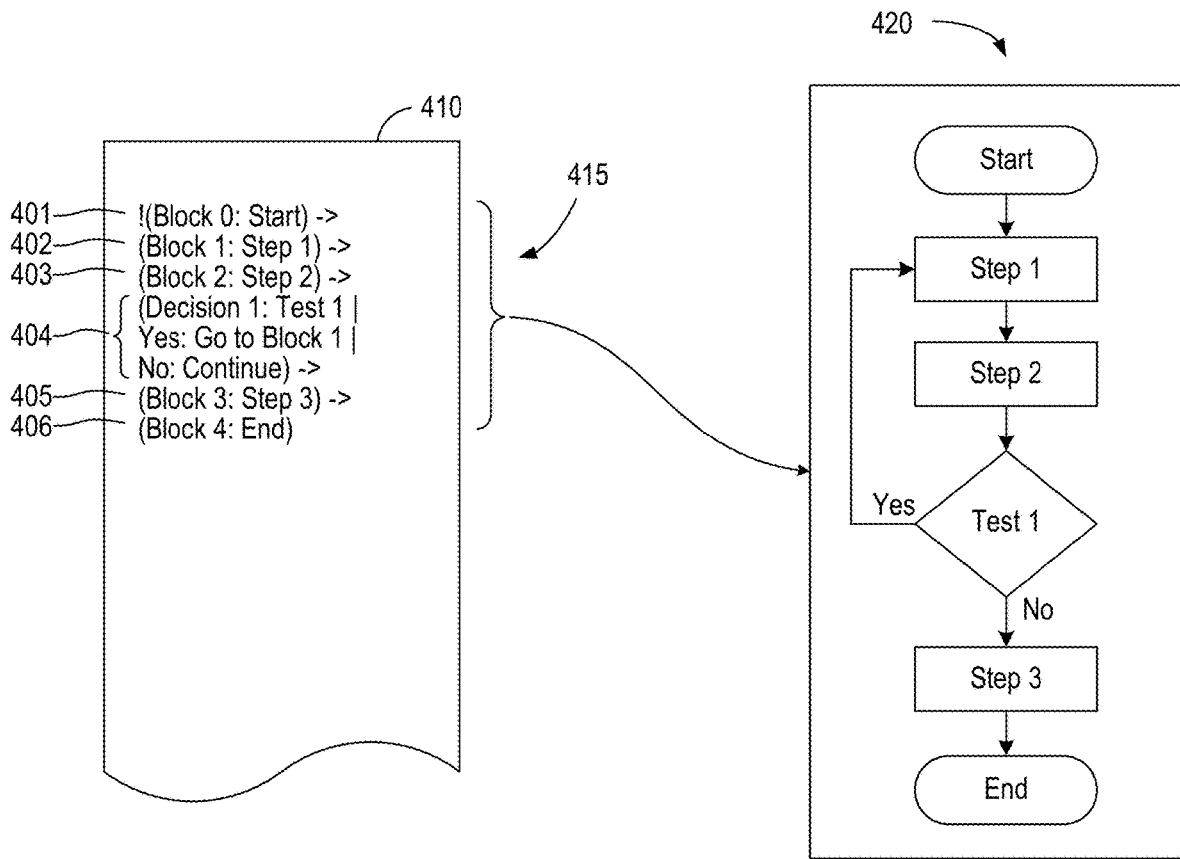 420
410
415
401
!(Block 0: Start) ->
402
(Block 1: Step 1) ->
403
(Block 2: Step 2) ->
404
(Decision 1: Test 1 |
Yes: Go to Block 1 |
No: Continue) ->
405
(Block 3: Step 3) ->
406
(Block 4: End)
Start
Step 1
Step 2
Yes
Test 1
No
Step 3
End